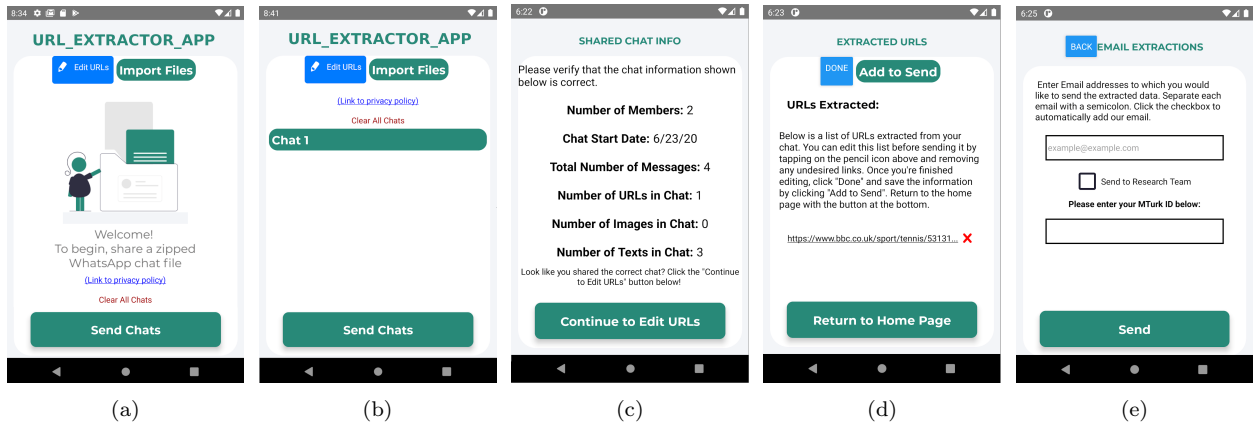 8:34
URL_EXTRACTOR_APP
Edit URLs
Import Files
Welcome!
To begin, share a zipped
WhatsApp chat file
(Link to privacy policy)
Clear All Chats
Send Chats
(a)
8:41
URL_EXTRACTOR_APP
Edit URLs
Import Files
(Link to privacy policy)
Clear All Chats
Chat 1
Send Chats
(b)
6:22
SHARED CHAT INFO
Please verify that the chat information shown
below is correct.
Number of Members: 2
Chat Start Date: 6/23/20
Total Number of Messages: 4
Number of URLs in Chat: 1
Number of Images in Chat: 0
Number of Texts in Chat: 3
Look like you shared the correct chat? Click the "Continue
to Edit URLs" button below!
Continue to Edit URLs
(c)
6:23
EXTRACTED URLS
DONE
Add to Send
URLs Extracted:
Below is a list of URLs extracted from your
chat. You can edit this list before sending it by
tapping on the pencil icon above and removing
any undesired links. Once you're finished
editing, click "Done" and save the information
by clicking "Add to Send". Return to the home
page with the button at the bottom.
https://www.bbc.co.uk/sport/tennis/53131...
Return to Home Page
(d)
6:25
BACK
EMAIL EXTRACTIONS
Enter Email addresses to which you would
like to send the extracted data. Separate each
email with a semicolon. Click the checkbox to
automatically add our email.
example@example.com
Send to Research Team
Please enter your MTurk ID below:
Send
(e)